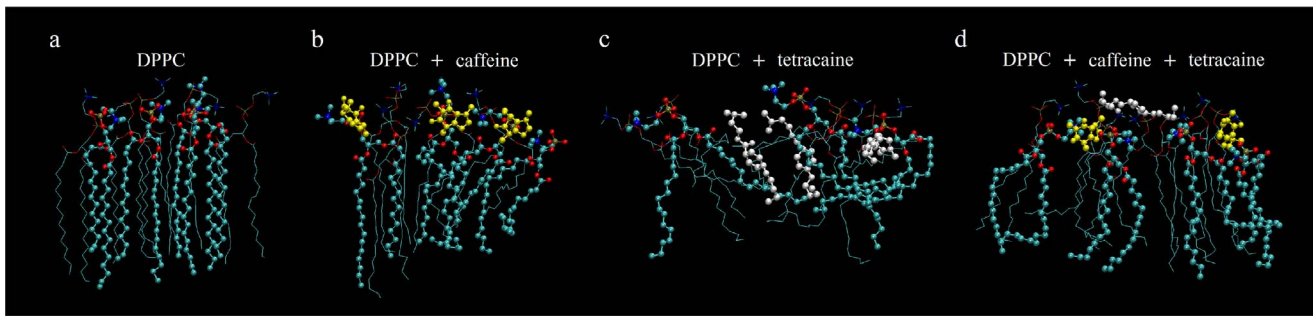 a
DPPC
b
DPPC + caffeine
c
DPPC + tetracaine
d
DPPC + caffeine + tetracaine